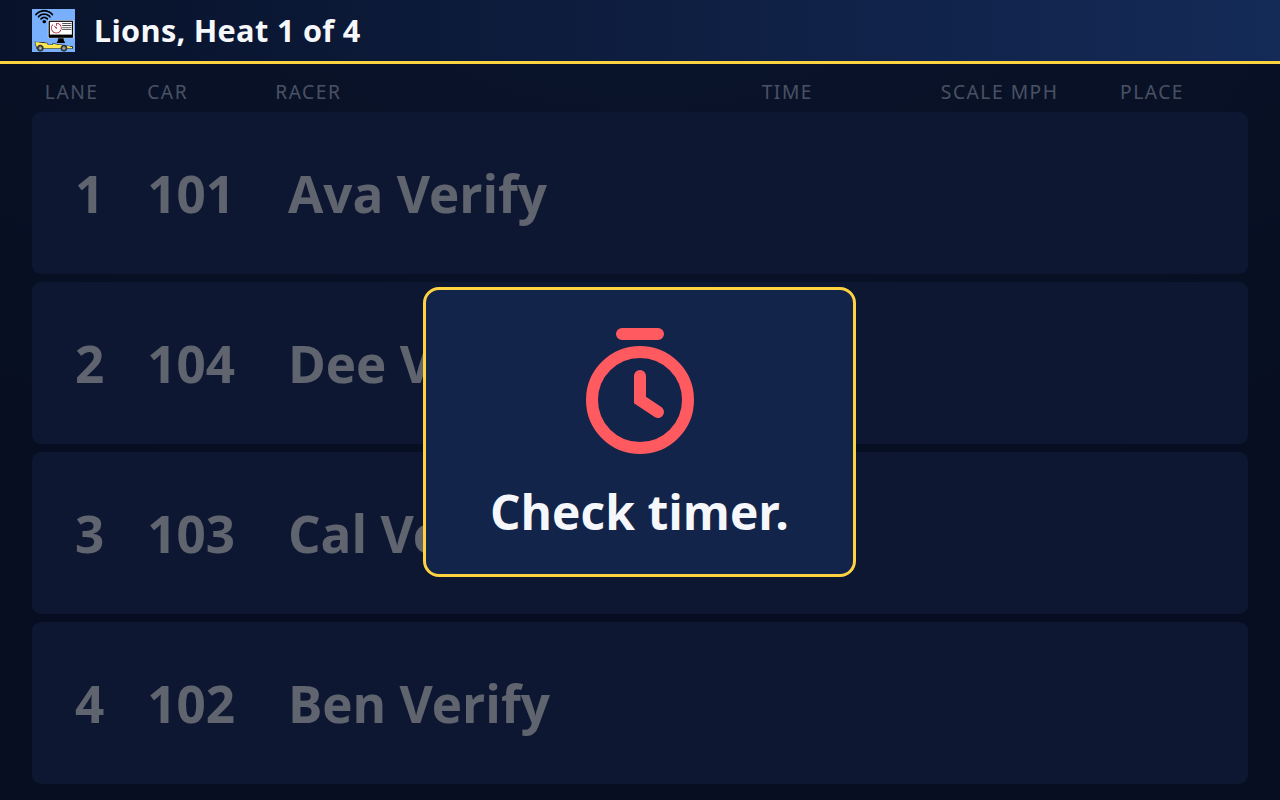 Lions, Heat 1 of 4
LANE CAR RACER TIME SCALE MPH PLACE
1 101 Ava Verify
2 104 Dee
3 103 Cal
4 102 Ben Verify
Check timer.